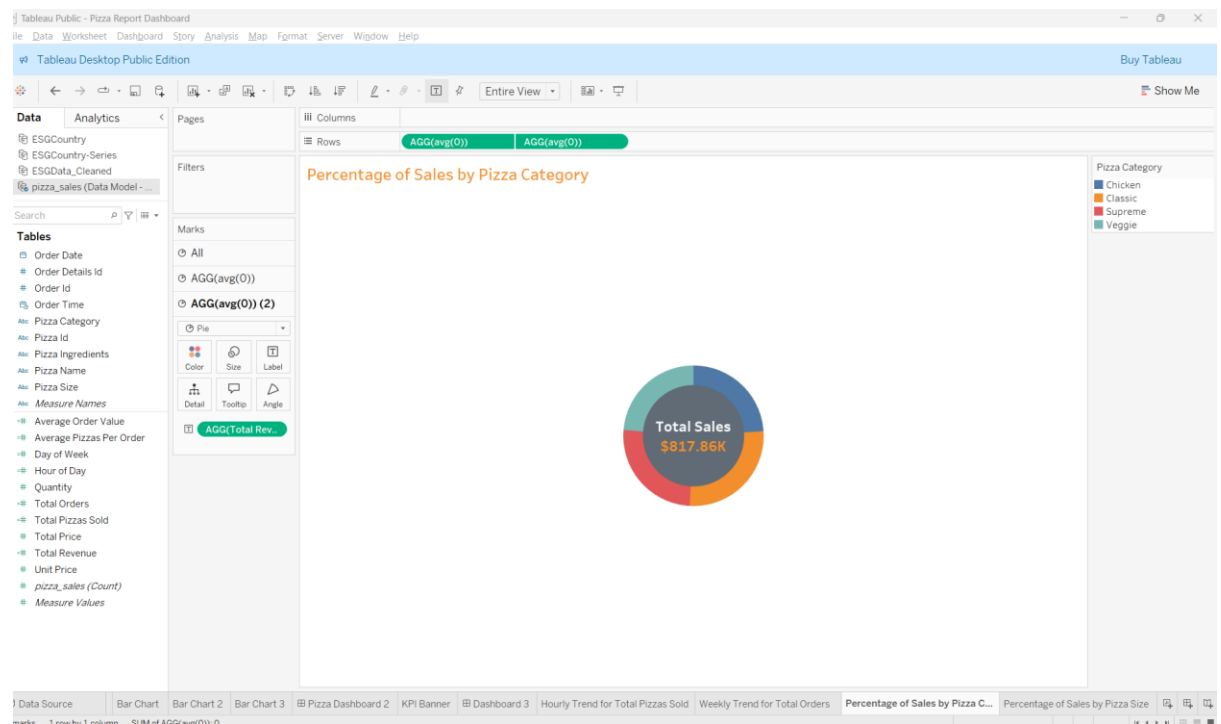 Tableau Public - Pizza Report Dashboard
ile Data Worksheet Dashboard Story Analysis Map Format Server Window Help
Tableau Desktop Public Edition Buy Tableau
Entire View Show Me
Data Analytics
ESGCountry
ESGCountry-Series
ESGData_Cleaned
pizza_sales (Data Model - ...
Search
Tables
Order Date
Order Details Id
Order Id
Order Time
Abc Pizza Category
Abc Pizza Id
Abc Pizza Ingredients
Abc Pizza Name
Abc Pizza Size
Abc Measure Names
Average Order Value
Average Pizzas Per Order
Day of Week
Hour of Day
Quantity
Total Orders
Total Pizzas Sold
Total Price
Total Revenue
Unit Price
pizza_sales (Count)
Measure Values
Pages
Filters
Marks
All
AGG(avg(0))
AGG(avg(0)) (2)
Pie
Color Size Label
Detail Tooltip Angle
AGG(Total Rev..
Columns
Rows AGG(avg(0)) AGG(avg(0))
Percentage of Sales by Pizza Category
Total Sales
$817.86K
Pizza Category
Chicken
Classic
Supreme
Veggie
Data Source Bar Chart Bar Chart 2 Bar Chart 3 Pizza Dashboard 2 KPI Banner Dashboard 3 Hourly Trend for Total Pizzas Sold Weekly Trend for Total Orders Percentage of Sales by Pizza C... Percentage of Sales by Pizza Size
marks 1 row by 1 column SUM of AGG(avg(0)): 0